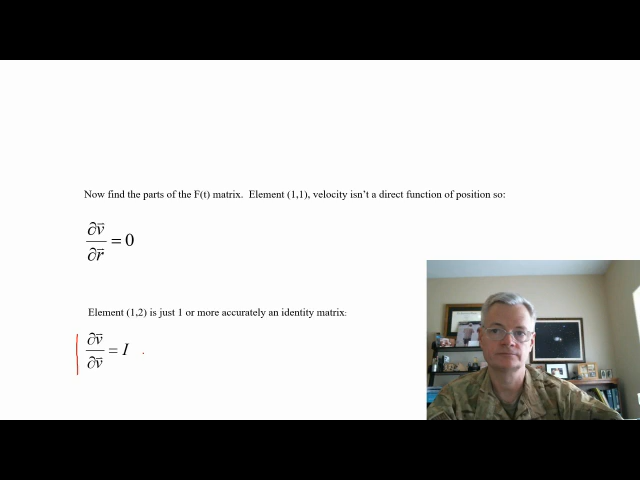 Now find the parts of the F(t) matrix. Element (1,1), velocity isn't a direct function of position so:
∂v⃗/∂r⃗ = 0
Element (1,2) is just 1 or more accurately an identity matrix:
∂v⃗/∂v⃗ = I .